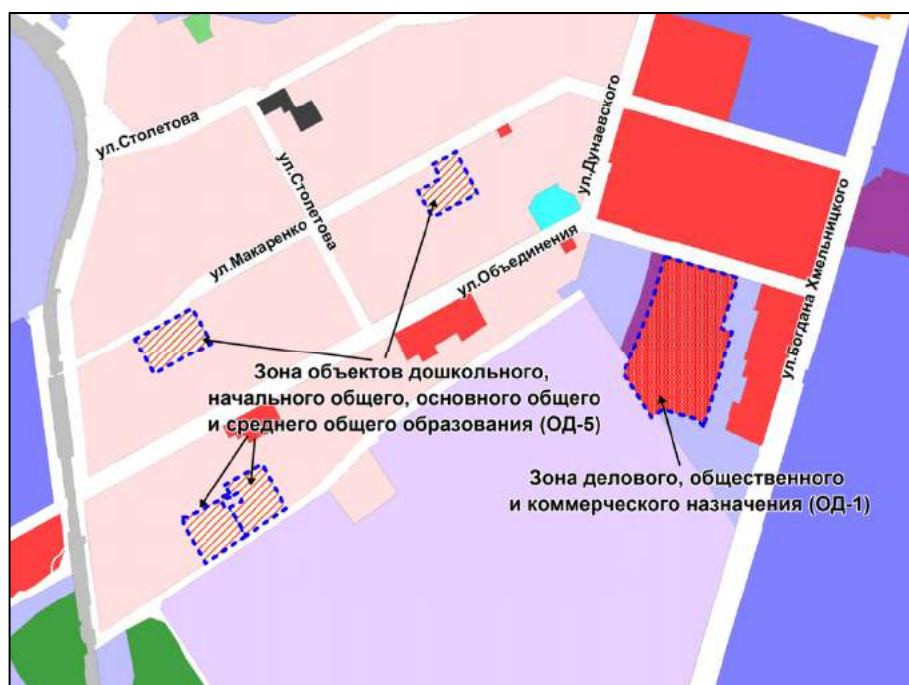 ул.Столетова
ул.Столетова
ул.Макаренко
ул.Дунаевского
ул.Объединения
ул.Богдана Хмельницкого
Зона объектов дошкольного,
начального общего, основного общего
и среднего общего образования (ОД-5)
Зона делового, общественного
и коммерческого назначения (ОД-1)